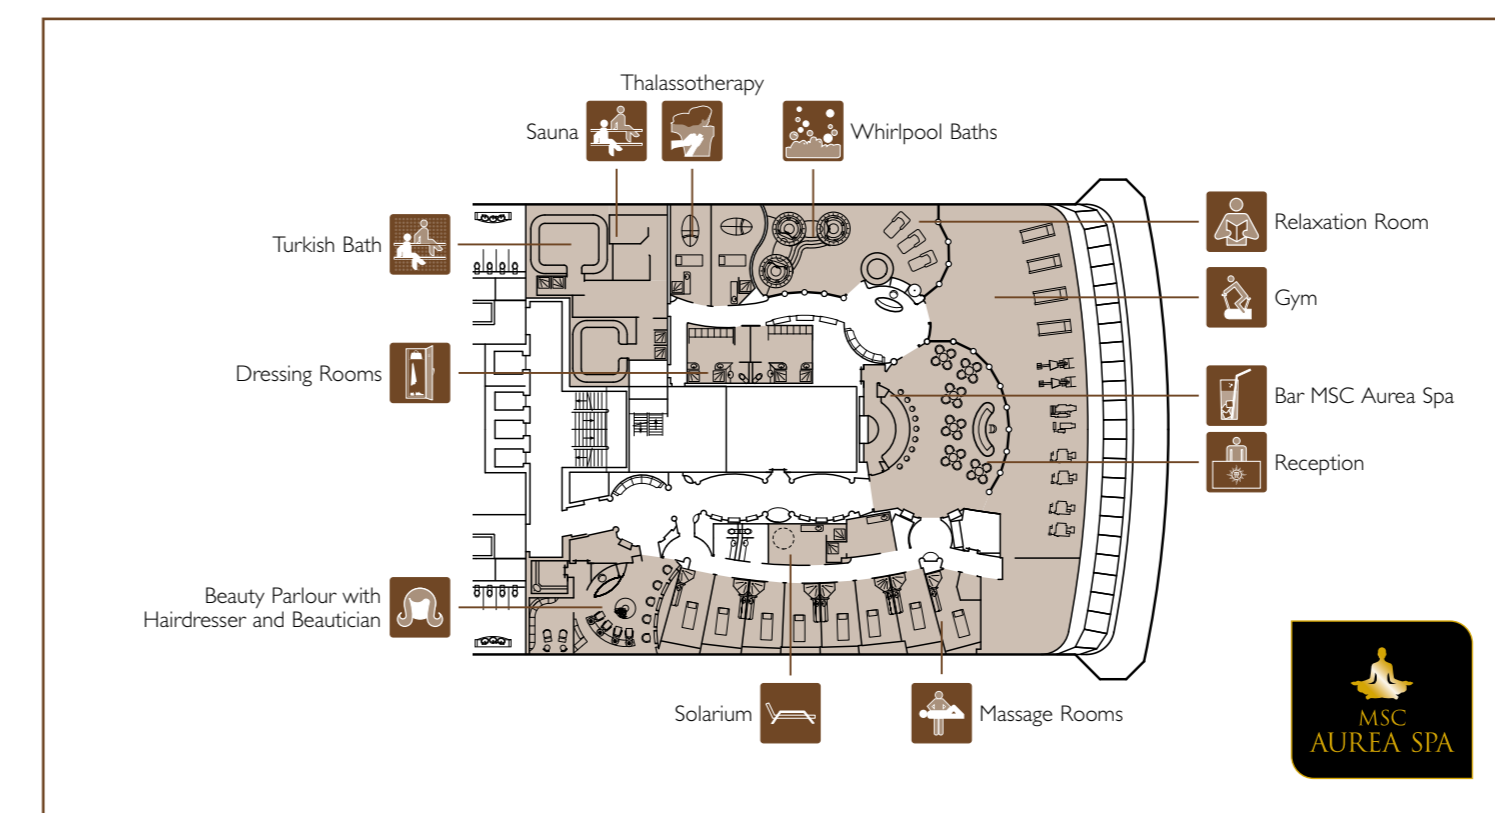 Thalassotherapy
Sauna
Whirlpool Baths
Turkish Bath
Relaxation Room
Gym
Dressing Rooms
Bar MSC Aurea Spa
Reception
Beauty Parlour with
Hairdresser and Beautician
Solarium
Massage Rooms
MSC
AUREA SPA